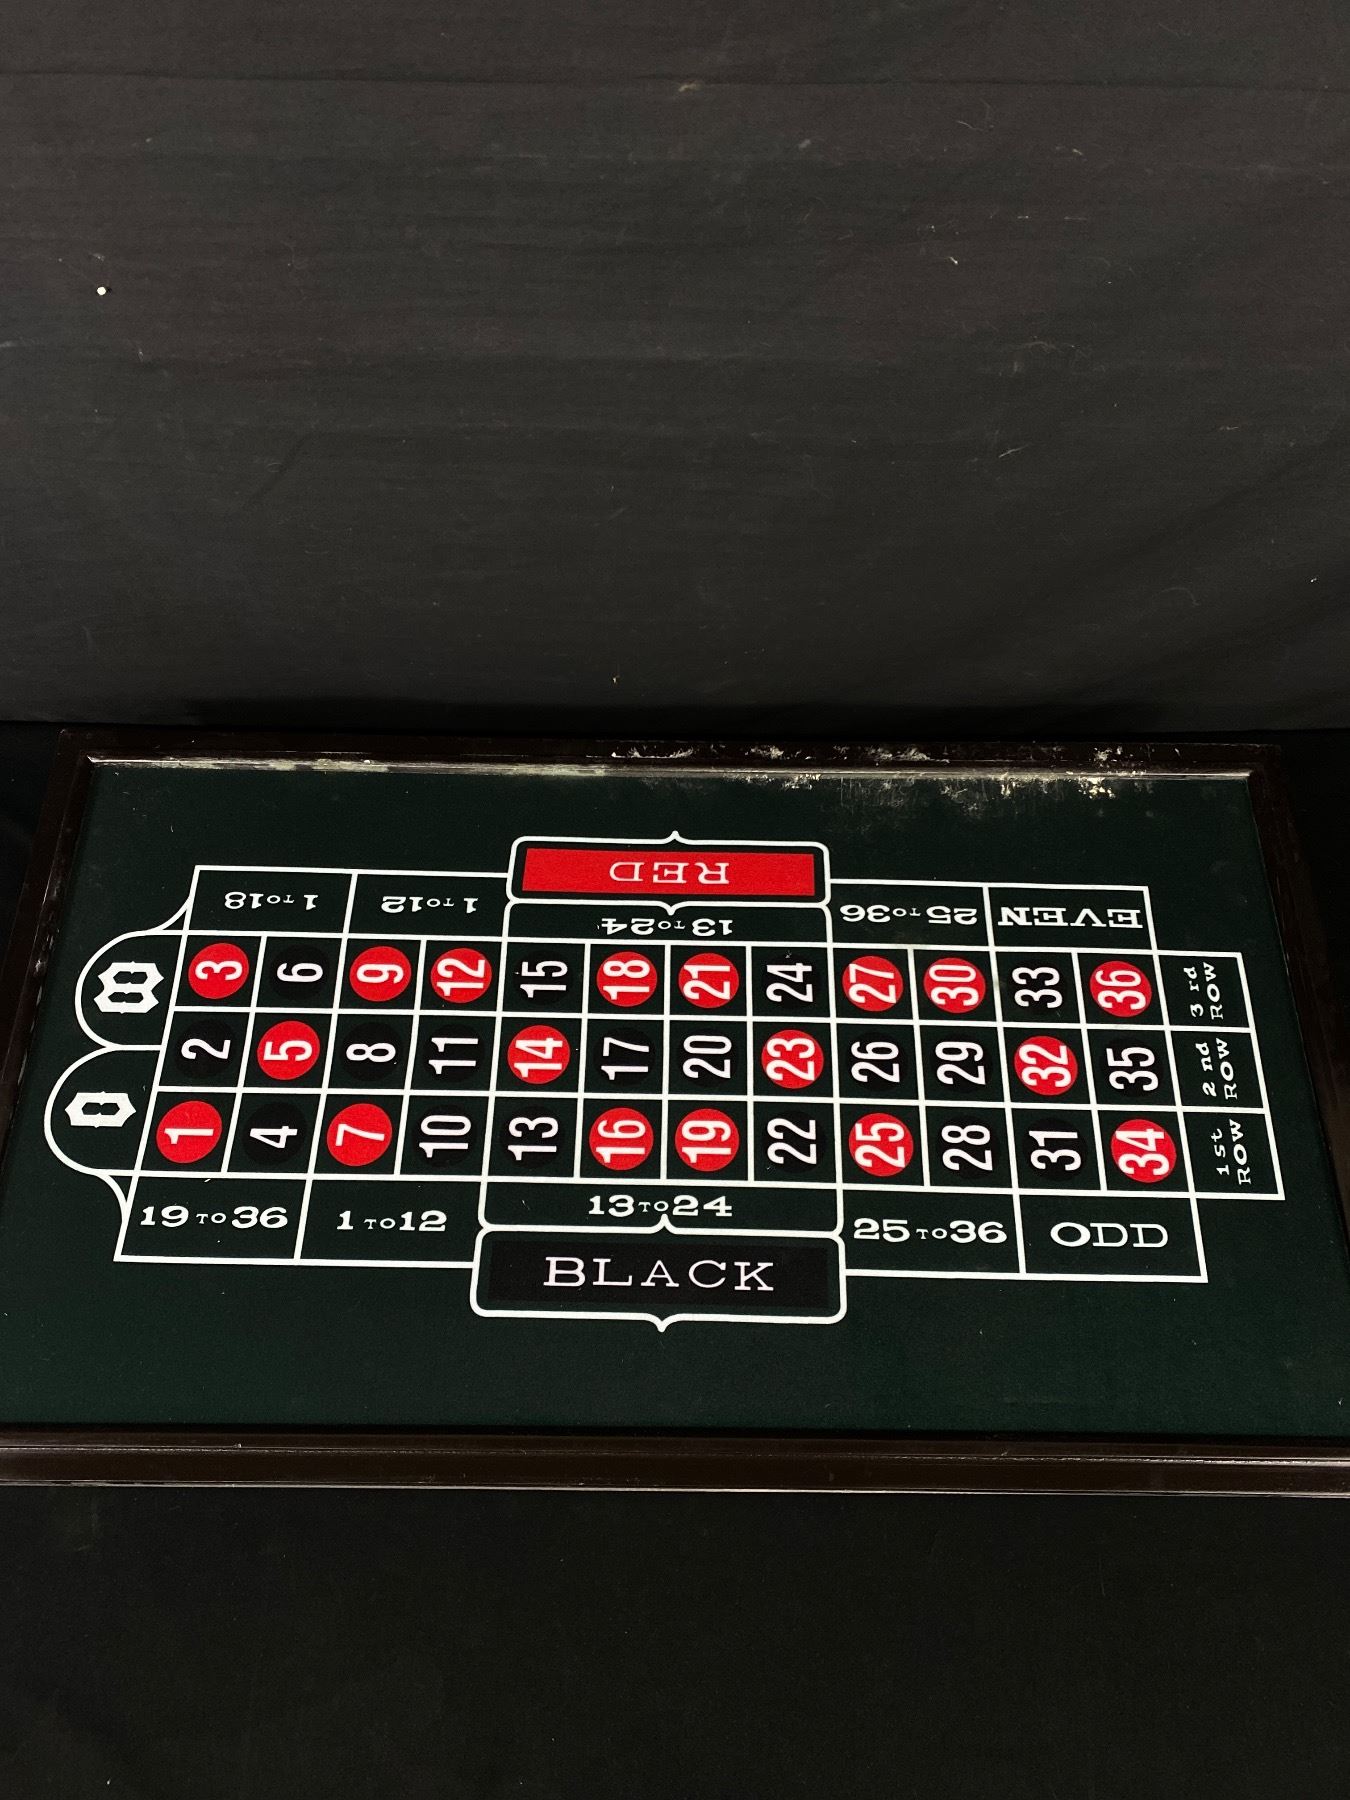 RED
1 TO 18 1 TO 12 13 TO 24 25 TO 36 EVEN
00 3 6 9 12 15 18 21 24 27 30 33 36 3 rd ROW
2 5 8 11 14 17 20 23 26 29 32 35 2 nd ROW
0 1 4 7 10 13 16 19 22 25 28 31 34 1st ROW
19 TO 36 1 TO 12 13 TO 24 25 TO 36 ODD
BLACK